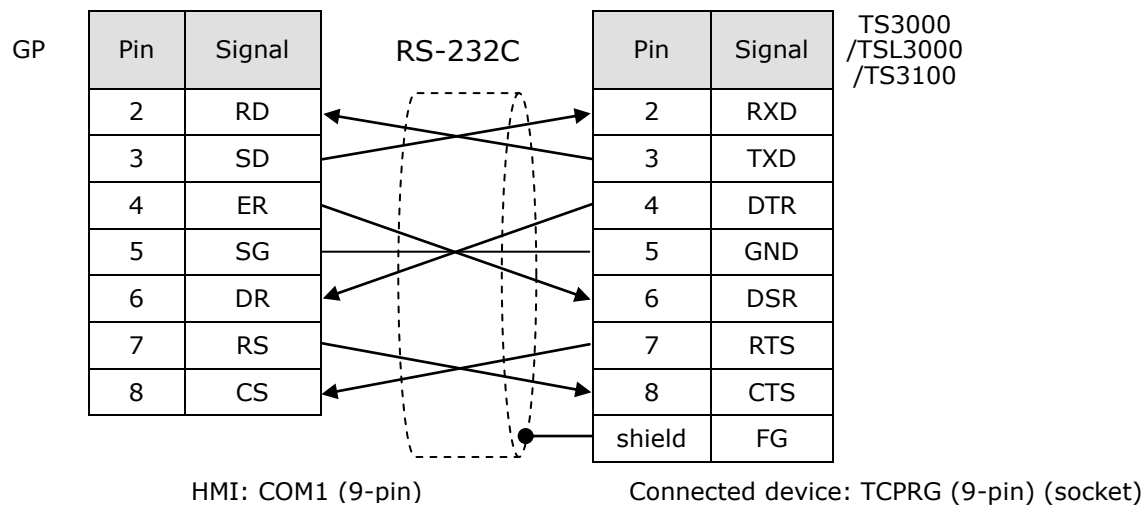 GP
Pin Signal
2 RD
3 SD
4 ER
5 SG
6 DR
7 RS
8 CS
RS-232C
Pin Signal
2 RXD
3 TXD
4 DTR
5 GND
6 DSR
7 RTS
8 CTS
shield FG
TS3000
/TSL3000
/TS3100
HMI: COM1 (9-pin)
Connected device: TCPRG (9-pin) (socket)